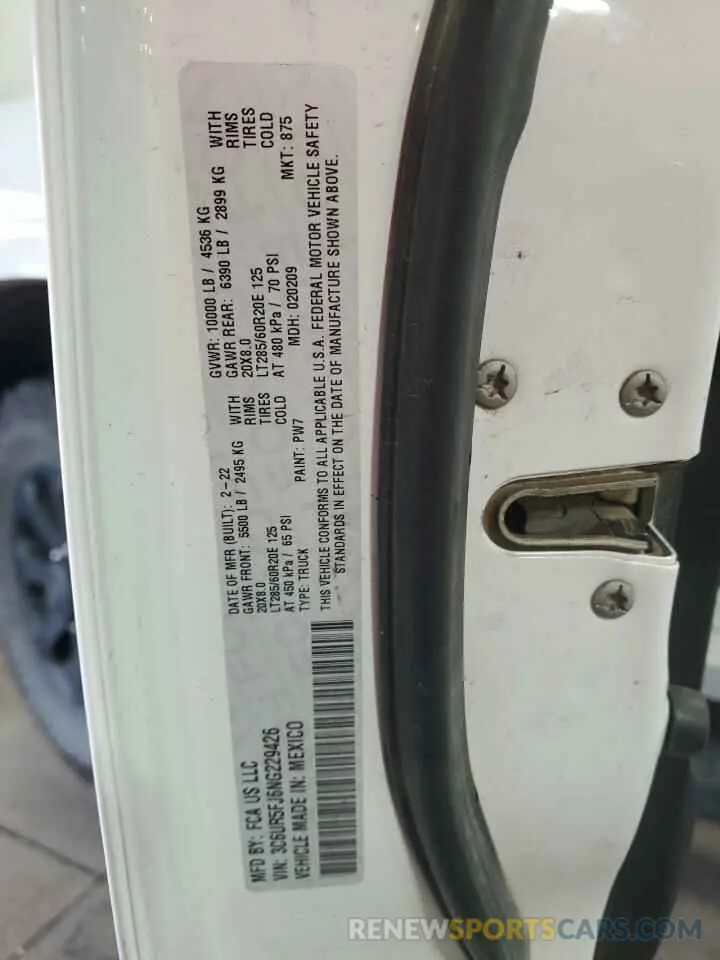 MFD BY: FCA US LLC
VIN: 3C6UR5FJ6NG229426
VEHICLE MADE IN: MEXICO
DATE OF MFR (BUILT): 2-22
GVWR: 10000 LB / 4536 KG
GAWR FRONT: 5500 LB / 2495 KG WITH
20X8.0 RIMS
LT285/60R20E 125 TIRES
AT 450 kPa / 65 PSI COLD
GAWR REAR: 6390 LB / 2899 KG WITH
20X8.0 RIMS
LT285/60R20E 125 TIRES
AT 480 kPa / 70 PSI COLD
TYPE: TRUCK PAINT: PW7 MDH: 020209 MKT: 875
THIS VEHICLE CONFORMS TO ALL APPLICABLE U.S.A. FEDERAL MOTOR VEHICLE SAFETY
STANDARDS IN EFFECT ON THE DATE OF MANUFACTURE SHOWN ABOVE.
RENEWSPORTSCARS.COM